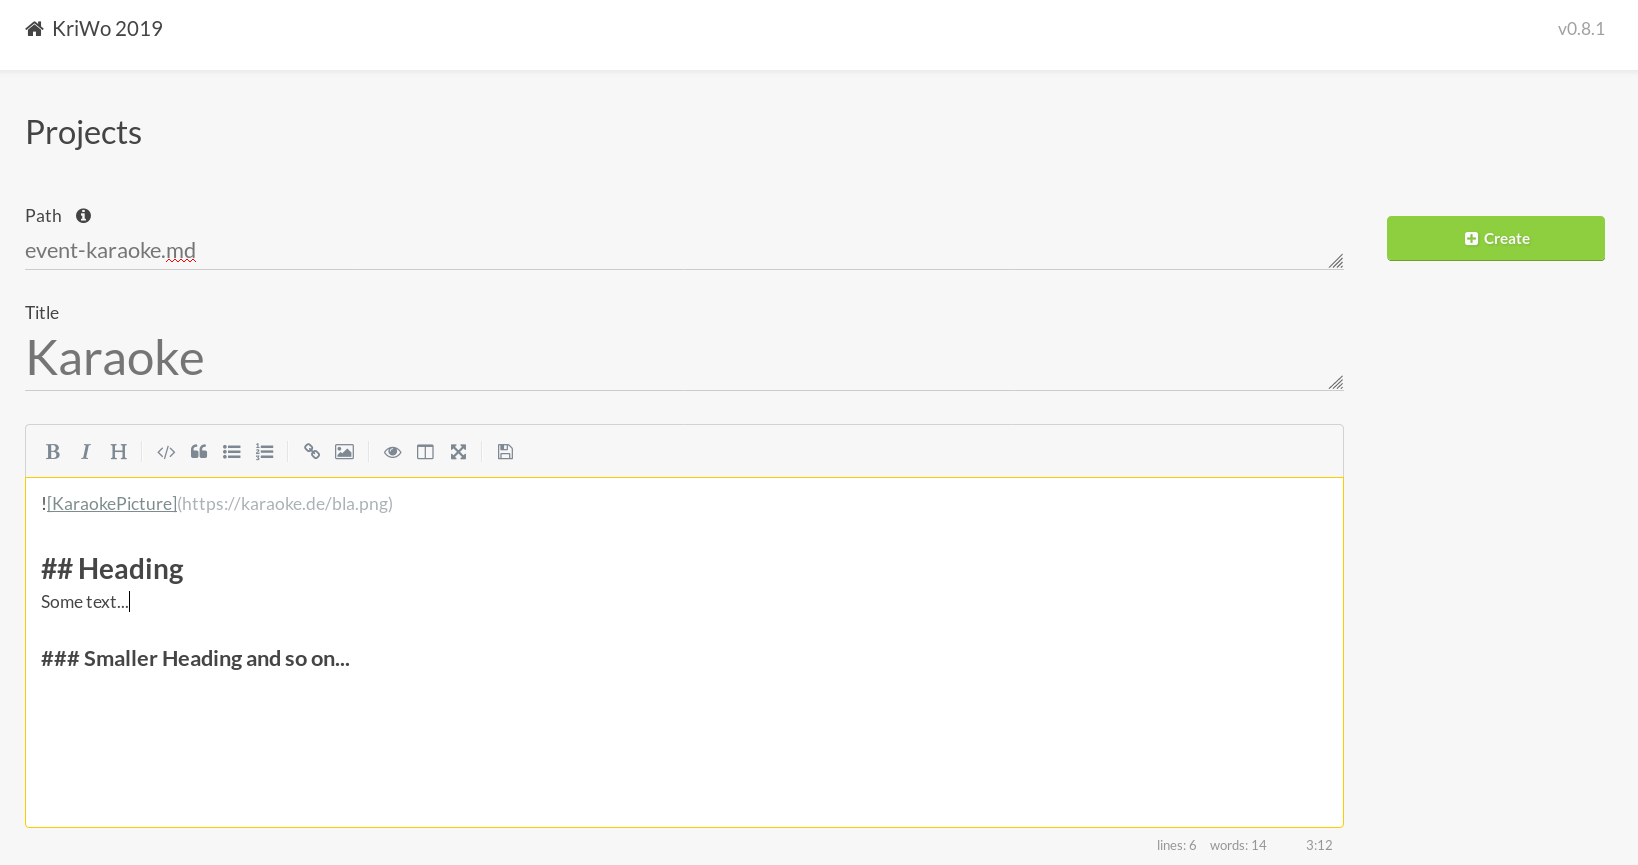 KriWo 2019
v0.8.1
Projects
Path
event-karaoke.md
Create
Title
Karaoke
B I H
![KaraokePicture](https://karaoke.de/bla.png)
## Heading
Some text...
### Smaller Heading and so on...
lines: 6 words: 14 3:12